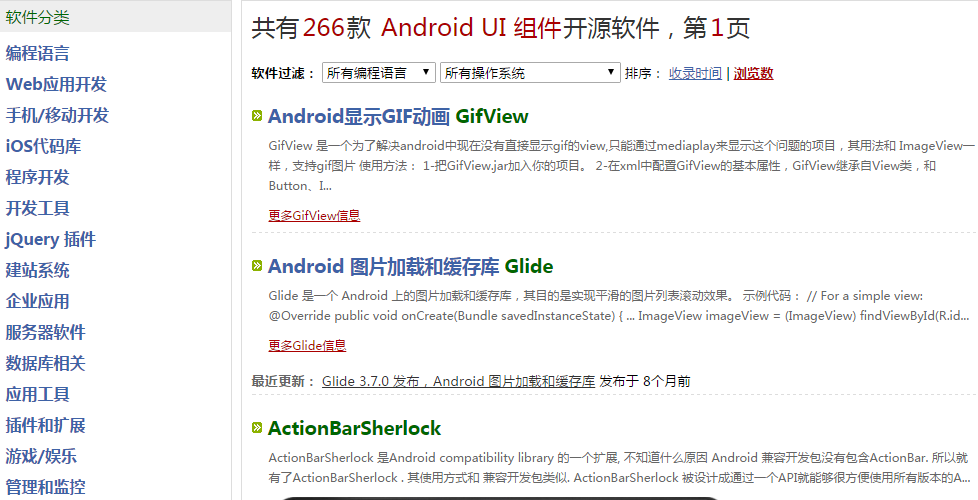 软件分类
编程语言
Web应用开发
手机/移动开发
iOS代码库
程序开发
开发工具
jQuery 插件
建站系统
企业应用
服务器软件
数据库相关
应用工具
插件和扩展
游戏/娱乐
管理和监控
共有266款 Android UI 组件开源软件，第1页
软件过滤： 所有编程语言 所有操作系统 排序： 收录时间 | 浏览数
Android显示GIF动画 GifView
GifView 是一个为了解决android中现在没有直接显示gif的view,只能通过mediaplay来显示这个问题的项目，其用法和 ImageView一
样，支持gif图片 使用方法： 1-把GifView.jar加入你的项目。 2-在xml中配置GifView的基本属性，GifView继承自View类，和
Button、I...
更多GifView信息
Android 图片加载和缓存库 Glide
Glide 是一个 Android 上的图片加载和缓存库，其目的是实现平滑的图片列表滚动效果。 示例代码： // For a simple view:
@Override public void onCreate(Bundle savedInstanceState) { ... ImageView imageView = (ImageView) findViewById(R.id...
更多Glide信息
最近更新： Glide 3.7.0 发布，Android 图片加载和缓存库 发布于 8个月前
ActionBarSherlock
ActionBarSherlock 是Android compatibility library 的一个扩展, 不知道什么原因 Android 兼容开发包没有包含ActionBar. 所以就
有了ActionBarSherlock . 其使用方式和 兼容开发包类似. ActionBarSherlock 被设计成通过一个API就能够很方便使用所有版本的A...